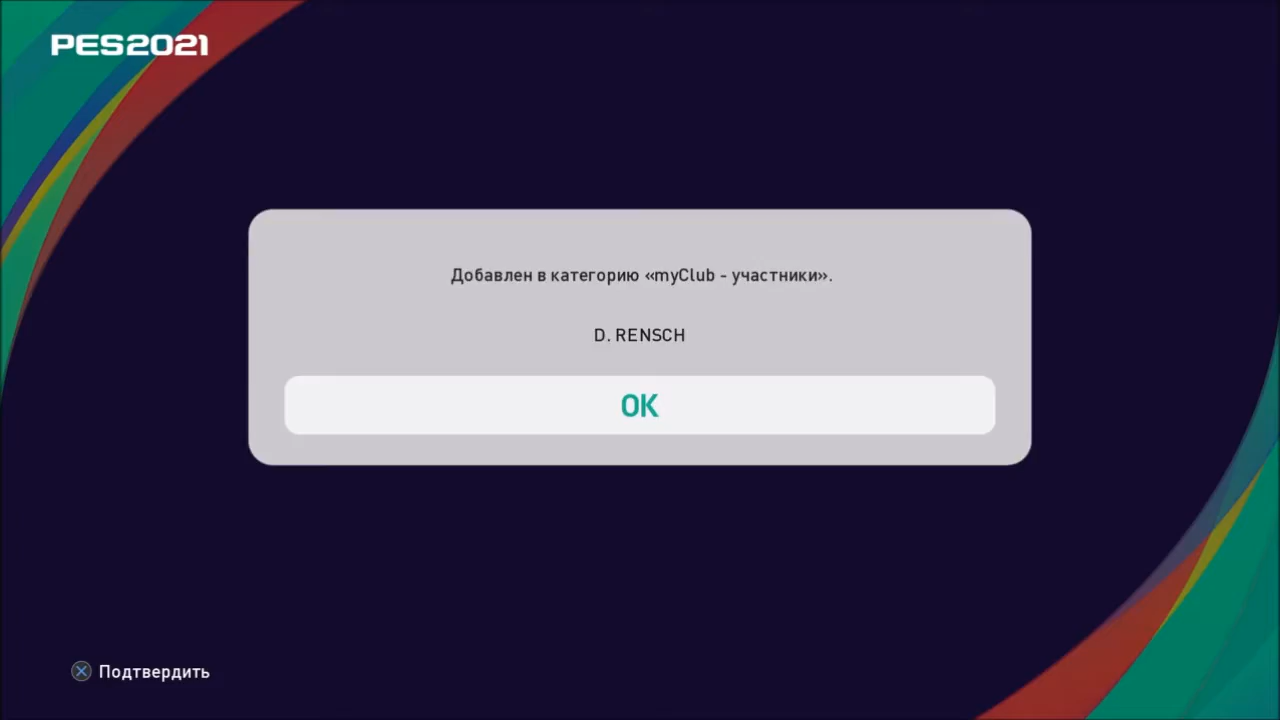 PES2021
Добавлен в категорию «myClub - участники».
D. RENSCH
OK
Подтвердить